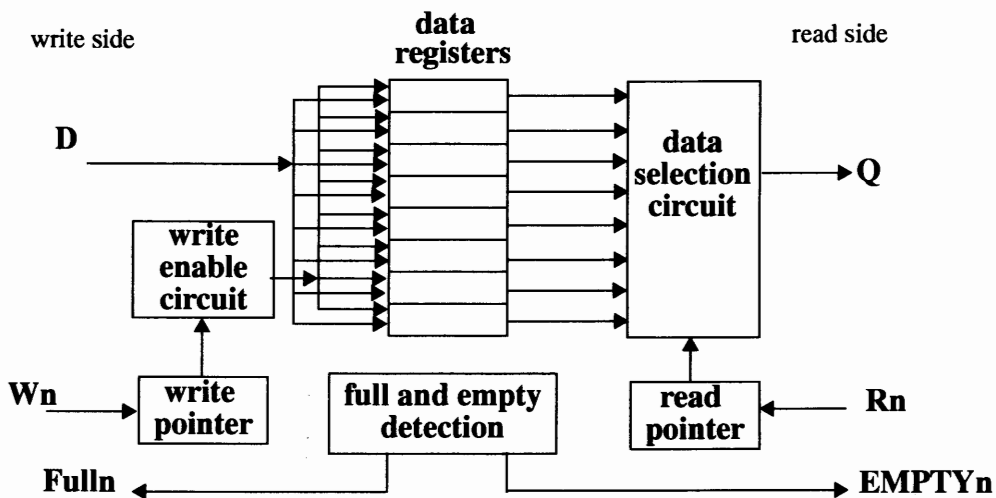 write side
data
registers
read side
D
data
selection
circuit
Q
write
enable
circuit
Wn
write
pointer
full and empty
detection
read
pointer
Rn
Fulln
EMPTYn